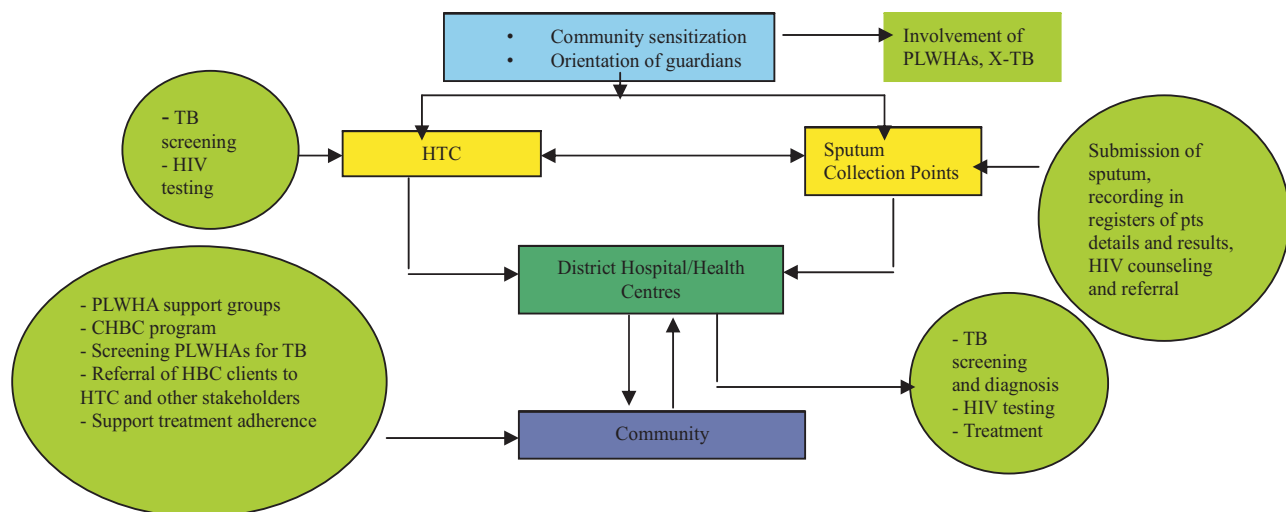 • Community sensitization
• Orientation of guardians
Involvement of
PLWHAs, X-TB
- TB
screening
- HIV
testing
HTC
Sputum
Collection Points
Submission of
sputum,
recording in
registers of pts
details and results,
HIV counseling
and referral
District Hospital/Health
Centres
- PLWHA support groups
- CHBC program
- Screening PLWHAs for TB
- Referral of HBC clients to
HTC and other stakeholders
- Support treatment adherence
- TB
screening
and diagnosis
- HIV testing
- Treatment
Community